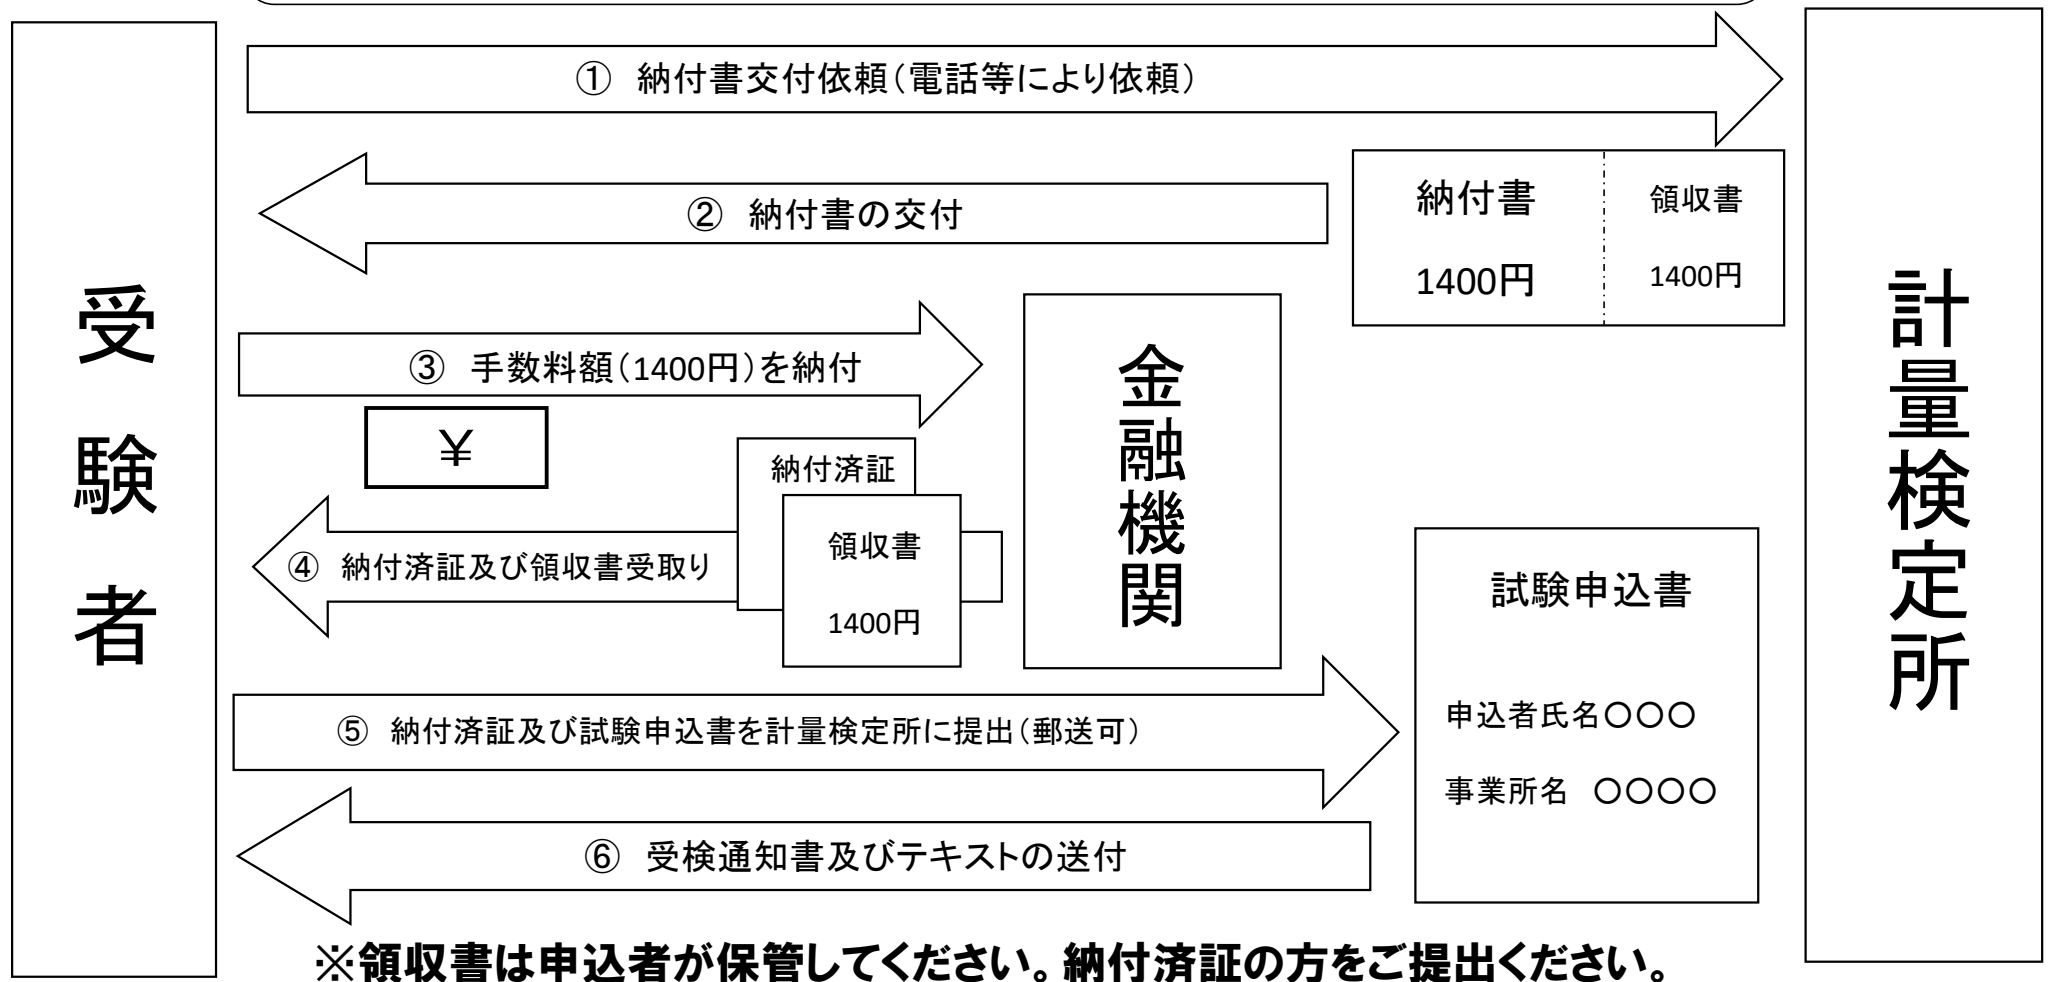 受験者
① 納付書交付依頼（電話等により依頼）
② 納付書の交付
納付書
1400円
領収書
1400円
③ 手数料額（1400円）を納付
￥
金融機関
納付済証
領収書
1400円
④ 納付済証及び領収書受取り
⑤ 納付済証及び試験申込書を計量検定所に提出（郵送可）
試験申込書
申込者氏名〇〇〇
事業所名 〇〇〇〇
⑥ 受検通知書及びテキストの送付
計量検定所
※領収書は申込者が保管してください。納付済証の方をご提出ください。